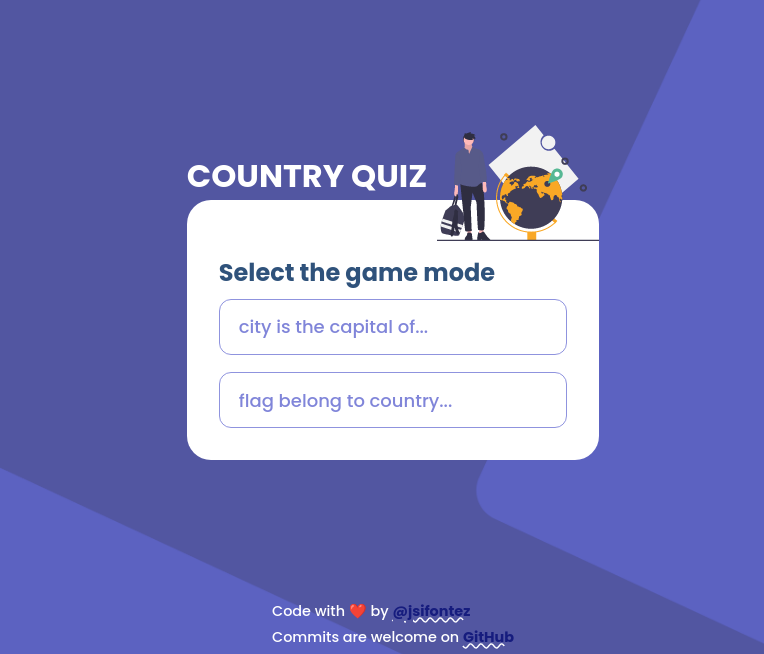 COUNTRY QUIZ
Select the game mode
city is the capital of...
flag belong to country...
Code with ❤️ by @jsifontez
Commits are welcome on GitHub